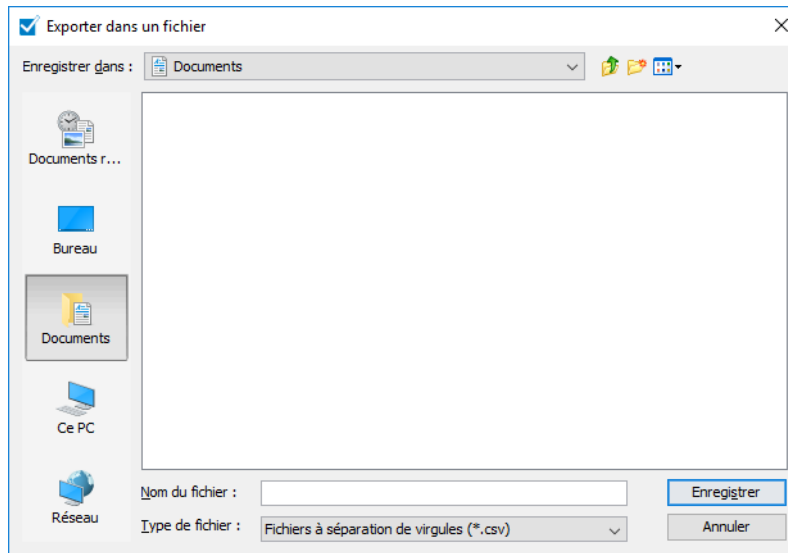 Exporter dans un fichier
Enregistrer dans : Documents
Documents r...
Bureau
Documents
Ce PC
Réseau
Nom du fichier :
Enregistrer
Type de fichier : Fichiers à séparation de virgules (*.csv)
Annuler